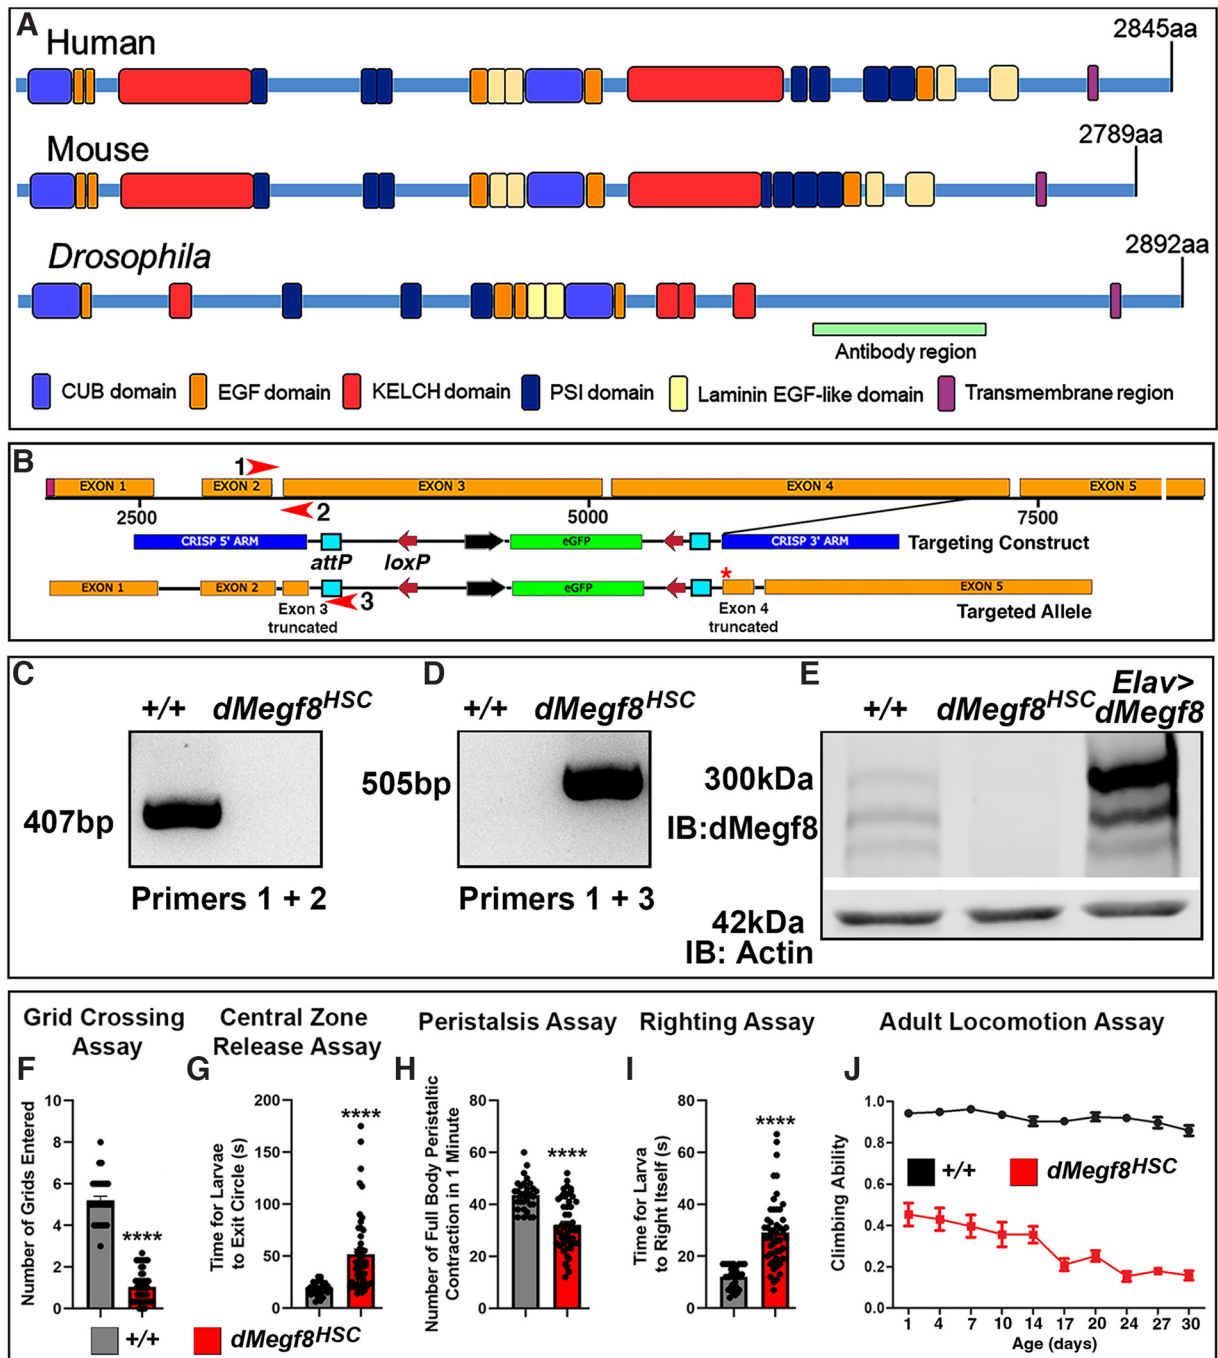 A
Human
2845aa
Mouse
2789aa
Drosophila
2892aa
Antibody region
CUB domain
EGF domain
KELCH domain
PSI domain
Laminin EGF-like domain
Transmembrane region
B
1
EXON 1
EXON 2
EXON 3
EXON 4
EXON 5
2
2500
5000
7500
CRISP 5' ARM
eGFP
CRISP 3' ARM
Targeting Construct
attP
loxP
*
EXON 1
EXON 2
eGFP
EXON 5
3
Exon 3
truncated
Exon 4
truncated
Targeted Allele
C
+/+
dMegf8HSC
407bp
Primers 1 + 2
D
+/+
dMegf8HSC
505bp
Primers 1 + 3
E
+/+
dMegf8HSC
Elav>
dMegf8
300kDa
IB:dMegf8
42kDa
IB: Actin
Grid Crossing
Assay
F
Number of Grids Entered
10
8
6
4
2
0
****
Central Zone
Release Assay
G
Time for Larvae
to Exit Circle (s)
200
150
100
50
0
****
+/+
dMegf8HSC
Peristalsis Assay
H
Number of Full Body Peristaltic
Contraction in 1 Minute
80
60
40
20
0
****
Righting Assay
I
Time for Larva
to Right Itself (s)
80
60
40
20
0
****
Adult Locomotion Assay
J
Climbing Ability
1.0
0.8
0.6
0.4
0.2
0.0
+/+
dMegf8HSC
1 4 7 10 14 17 20 24 27 30
Age (days)